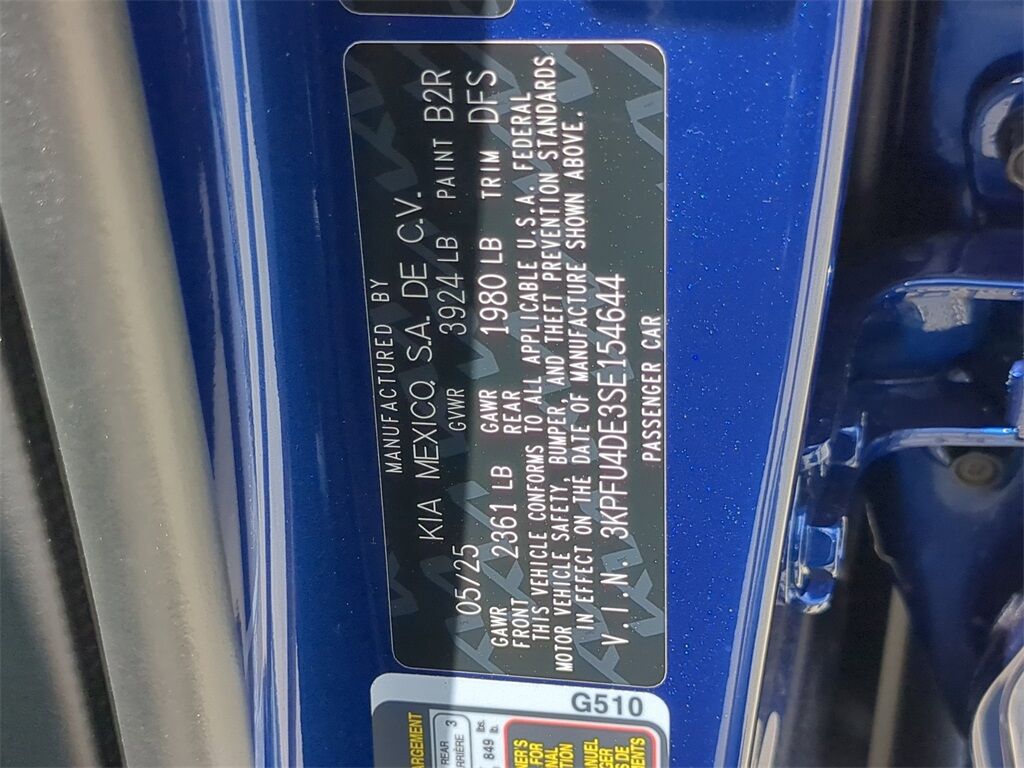 MANUFACTURED BY
KIA MEXICO, S.A. DE C.V.
05/25 GVWR 3924 LB PAINT B2R
GAWR FRONT 2361 LB GAWR REAR 1980 LB TRIM DFS
THIS VEHICLE CONFORMS TO ALL APPLICABLE U.S.A. FEDERAL
MOTOR VEHICLE SAFETY, BUMPER, AND THEFT PREVENTION STANDARDS
IN EFFECT ON THE DATE OF MANUFACTURE SHOWN ABOVE.
V.I.N. 3KPFU4DE3SE154644
PASSENGER CAR
G510
REAR 3
849 lb.